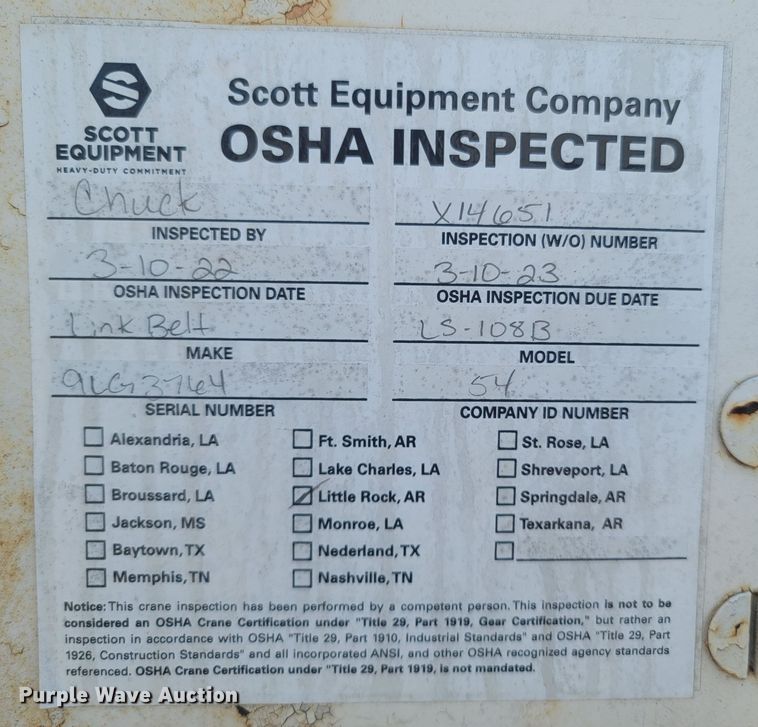 SCOTT
EQUIPMENT
HEAVY-DUTY COMMITMENT
Scott Equipment Company
OSHA INSPECTED
Chuck
INSPECTED BY
X14651
INSPECTION (W/O) NUMBER
3-10-22
OSHA INSPECTION DATE
3-10-23
OSHA INSPECTION DUE DATE
Link Belt
MAKE
LS-108B
MODEL
9LG3764
SERIAL NUMBER
54
COMPANY ID NUMBER
Alexandria, LA
Baton Rouge, LA
Broussard, LA
Jackson, MS
Baytown, TX
Memphis, TN
Ft. Smith, AR
Lake Charles, LA
Little Rock, AR
Monroe, LA
Nederland, TX
Nashville, TN
St. Rose, LA
Shreveport, LA
Springdale, AR
Texarkana, AR
Notice: This crane inspection has been performed by a competent person. This inspection is not to be
considered an OSHA Crane Certification under "Title 29, Part 1919, Gear Certification," but rather an
inspection in accordance with OSHA "Title 29, Part 1910, Industrial Standards" and OSHA "Title 29, Part
1926, Construction Standards" and all incorporated ANSI, and other OSHA recognized agency standards
referenced. OSHA Crane Certification under "Title 29, Part 1919, is not mandated.
Purple Wave Auction